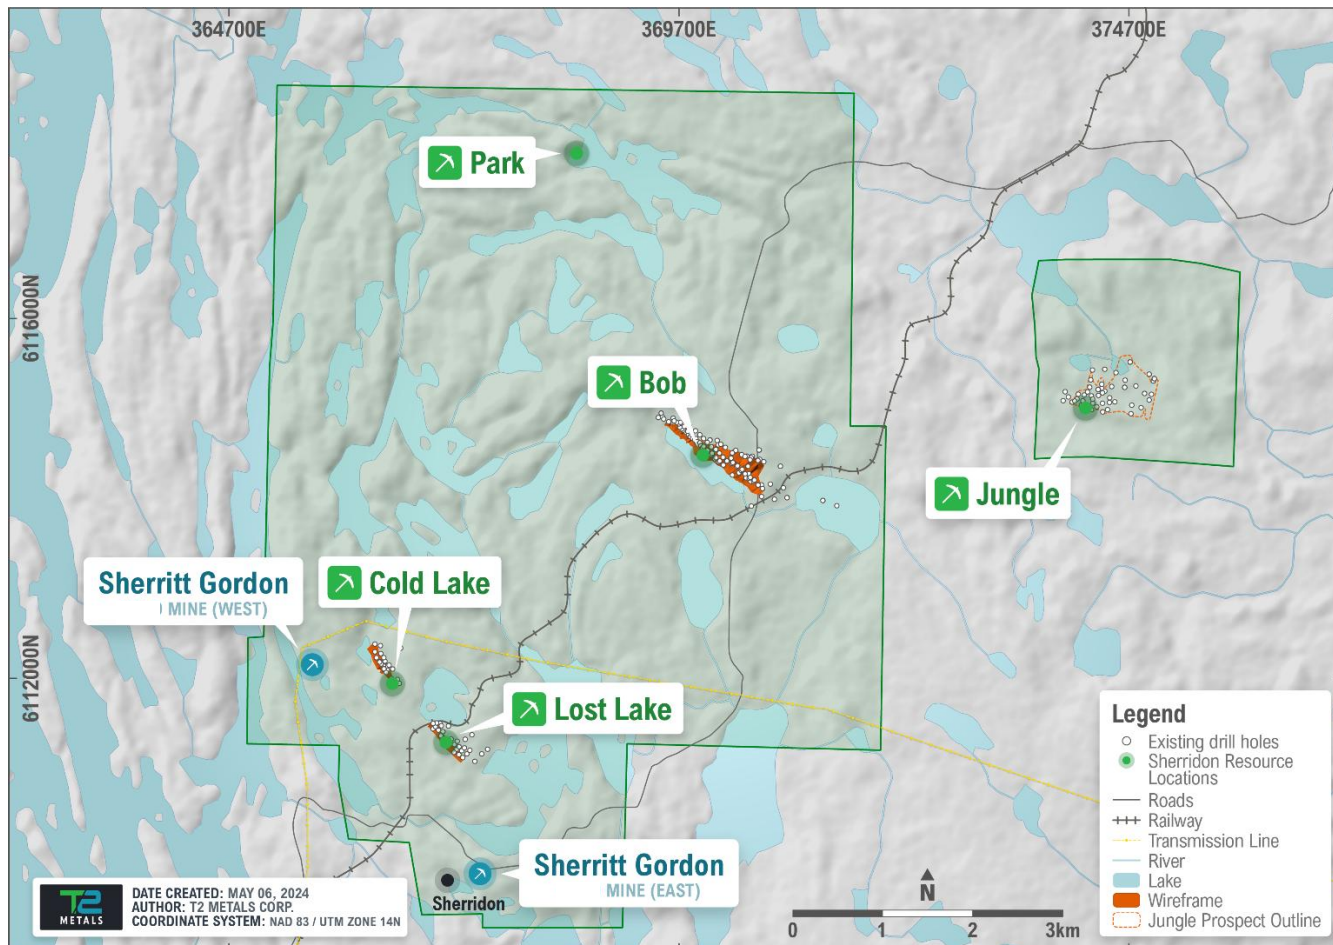 364700E
369700E
374700E
Park
6116000N
Bob
Jungle
Sherritt Gordon
MINE (WEST)
Cold Lake
6112000N
Lost Lake
Sherritt Gordon
MINE (EAST)
Sherridon
Legend
Existing drill holes
Sherridon Resource
Locations
Roads
Railway
Transmission Line
River
Lake
Wireframe
Jungle Prospect Outline
N
0 1 2 3km
T2
METALS
DATE CREATED: MAY 06, 2024
AUTHOR: T2 METALS CORP.
COORDINATE SYSTEM: NAD 83 / UTM ZONE 14N